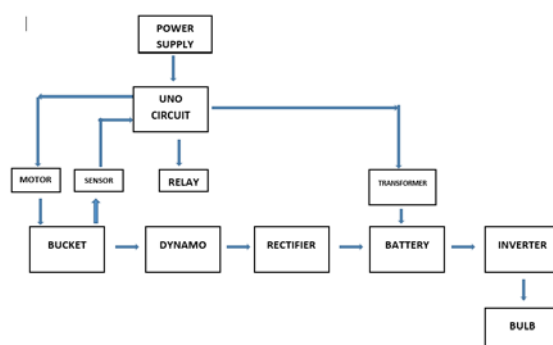 POWER
SUPPLY
UNO
CIRCUIT
MOTOR
SENSOR
RELAY
TRANSFORMER
BUCKET
DYNAMO
RECTIFIER
BATTERY
INVERTER
BULB